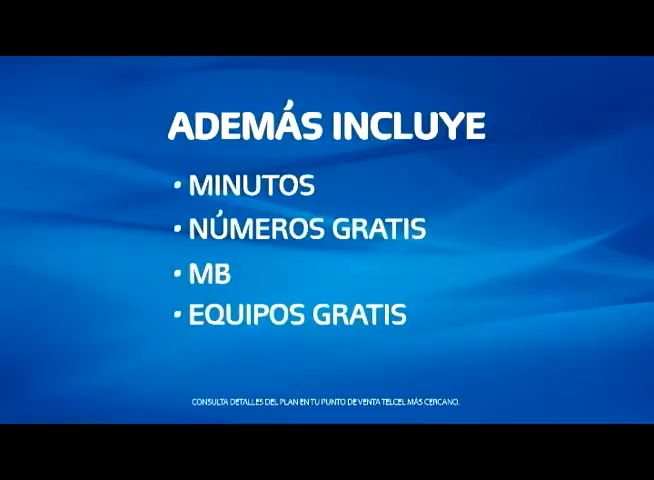 ADEMÁS INCLUYE
• MINUTOS
• NÚMEROS GRATIS
• MB
• EQUIPOS GRATIS
CONSULTA DETALLES DEL PLAN EN TU PUNTO DE VENTA TELCEL MÁS CERCANO.